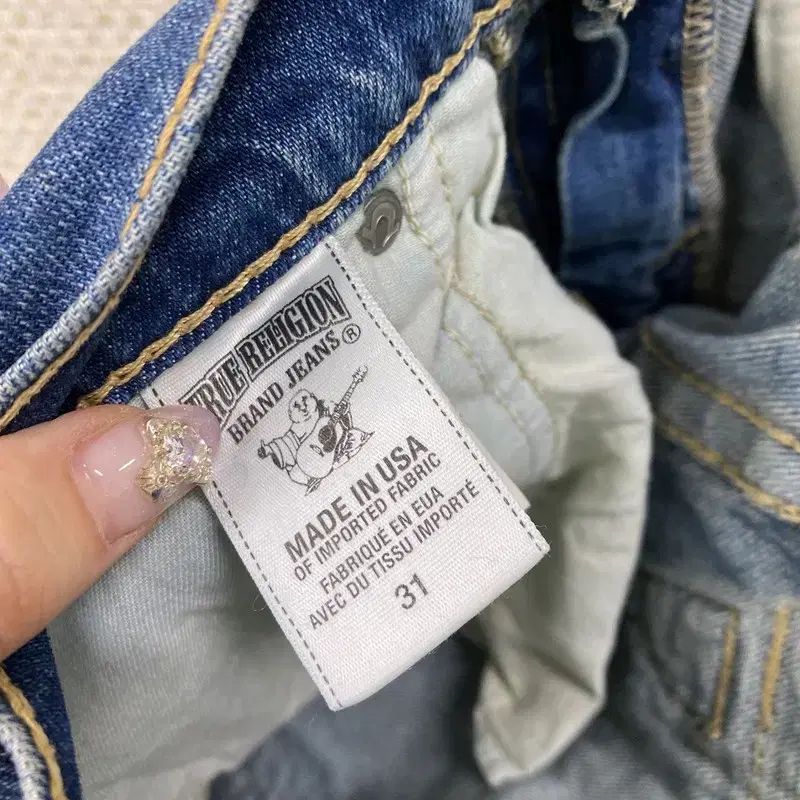 TRUE RELIGION
BRAND JEANS®
MADE IN USA
OF IMPORTED FABRIC
FABRIQUÉ EN EUA
AVEC DU TISSU IMPORTÉ
31